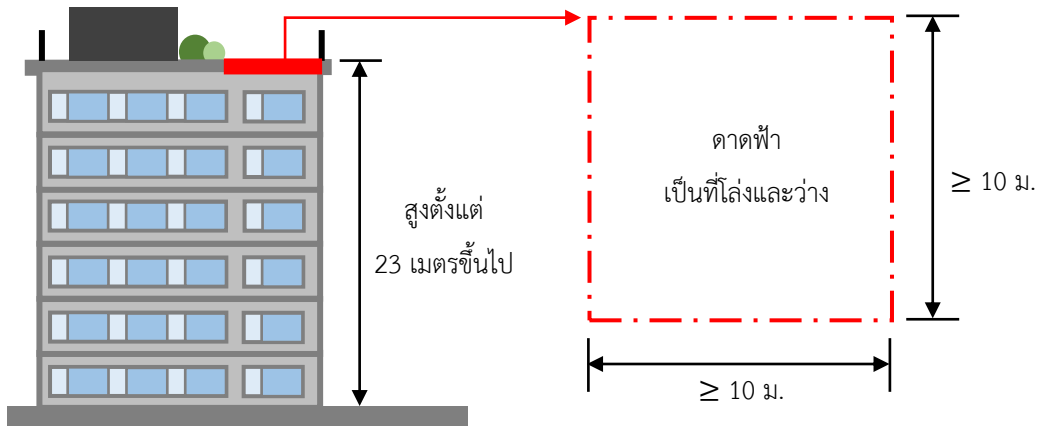 ดาดฟ้า
เป็นที่โล่งและว่าง
≥ 10 ม.
สูงตั้งแต่
23 เมตรขึ้นไป
≥ 10 ม.